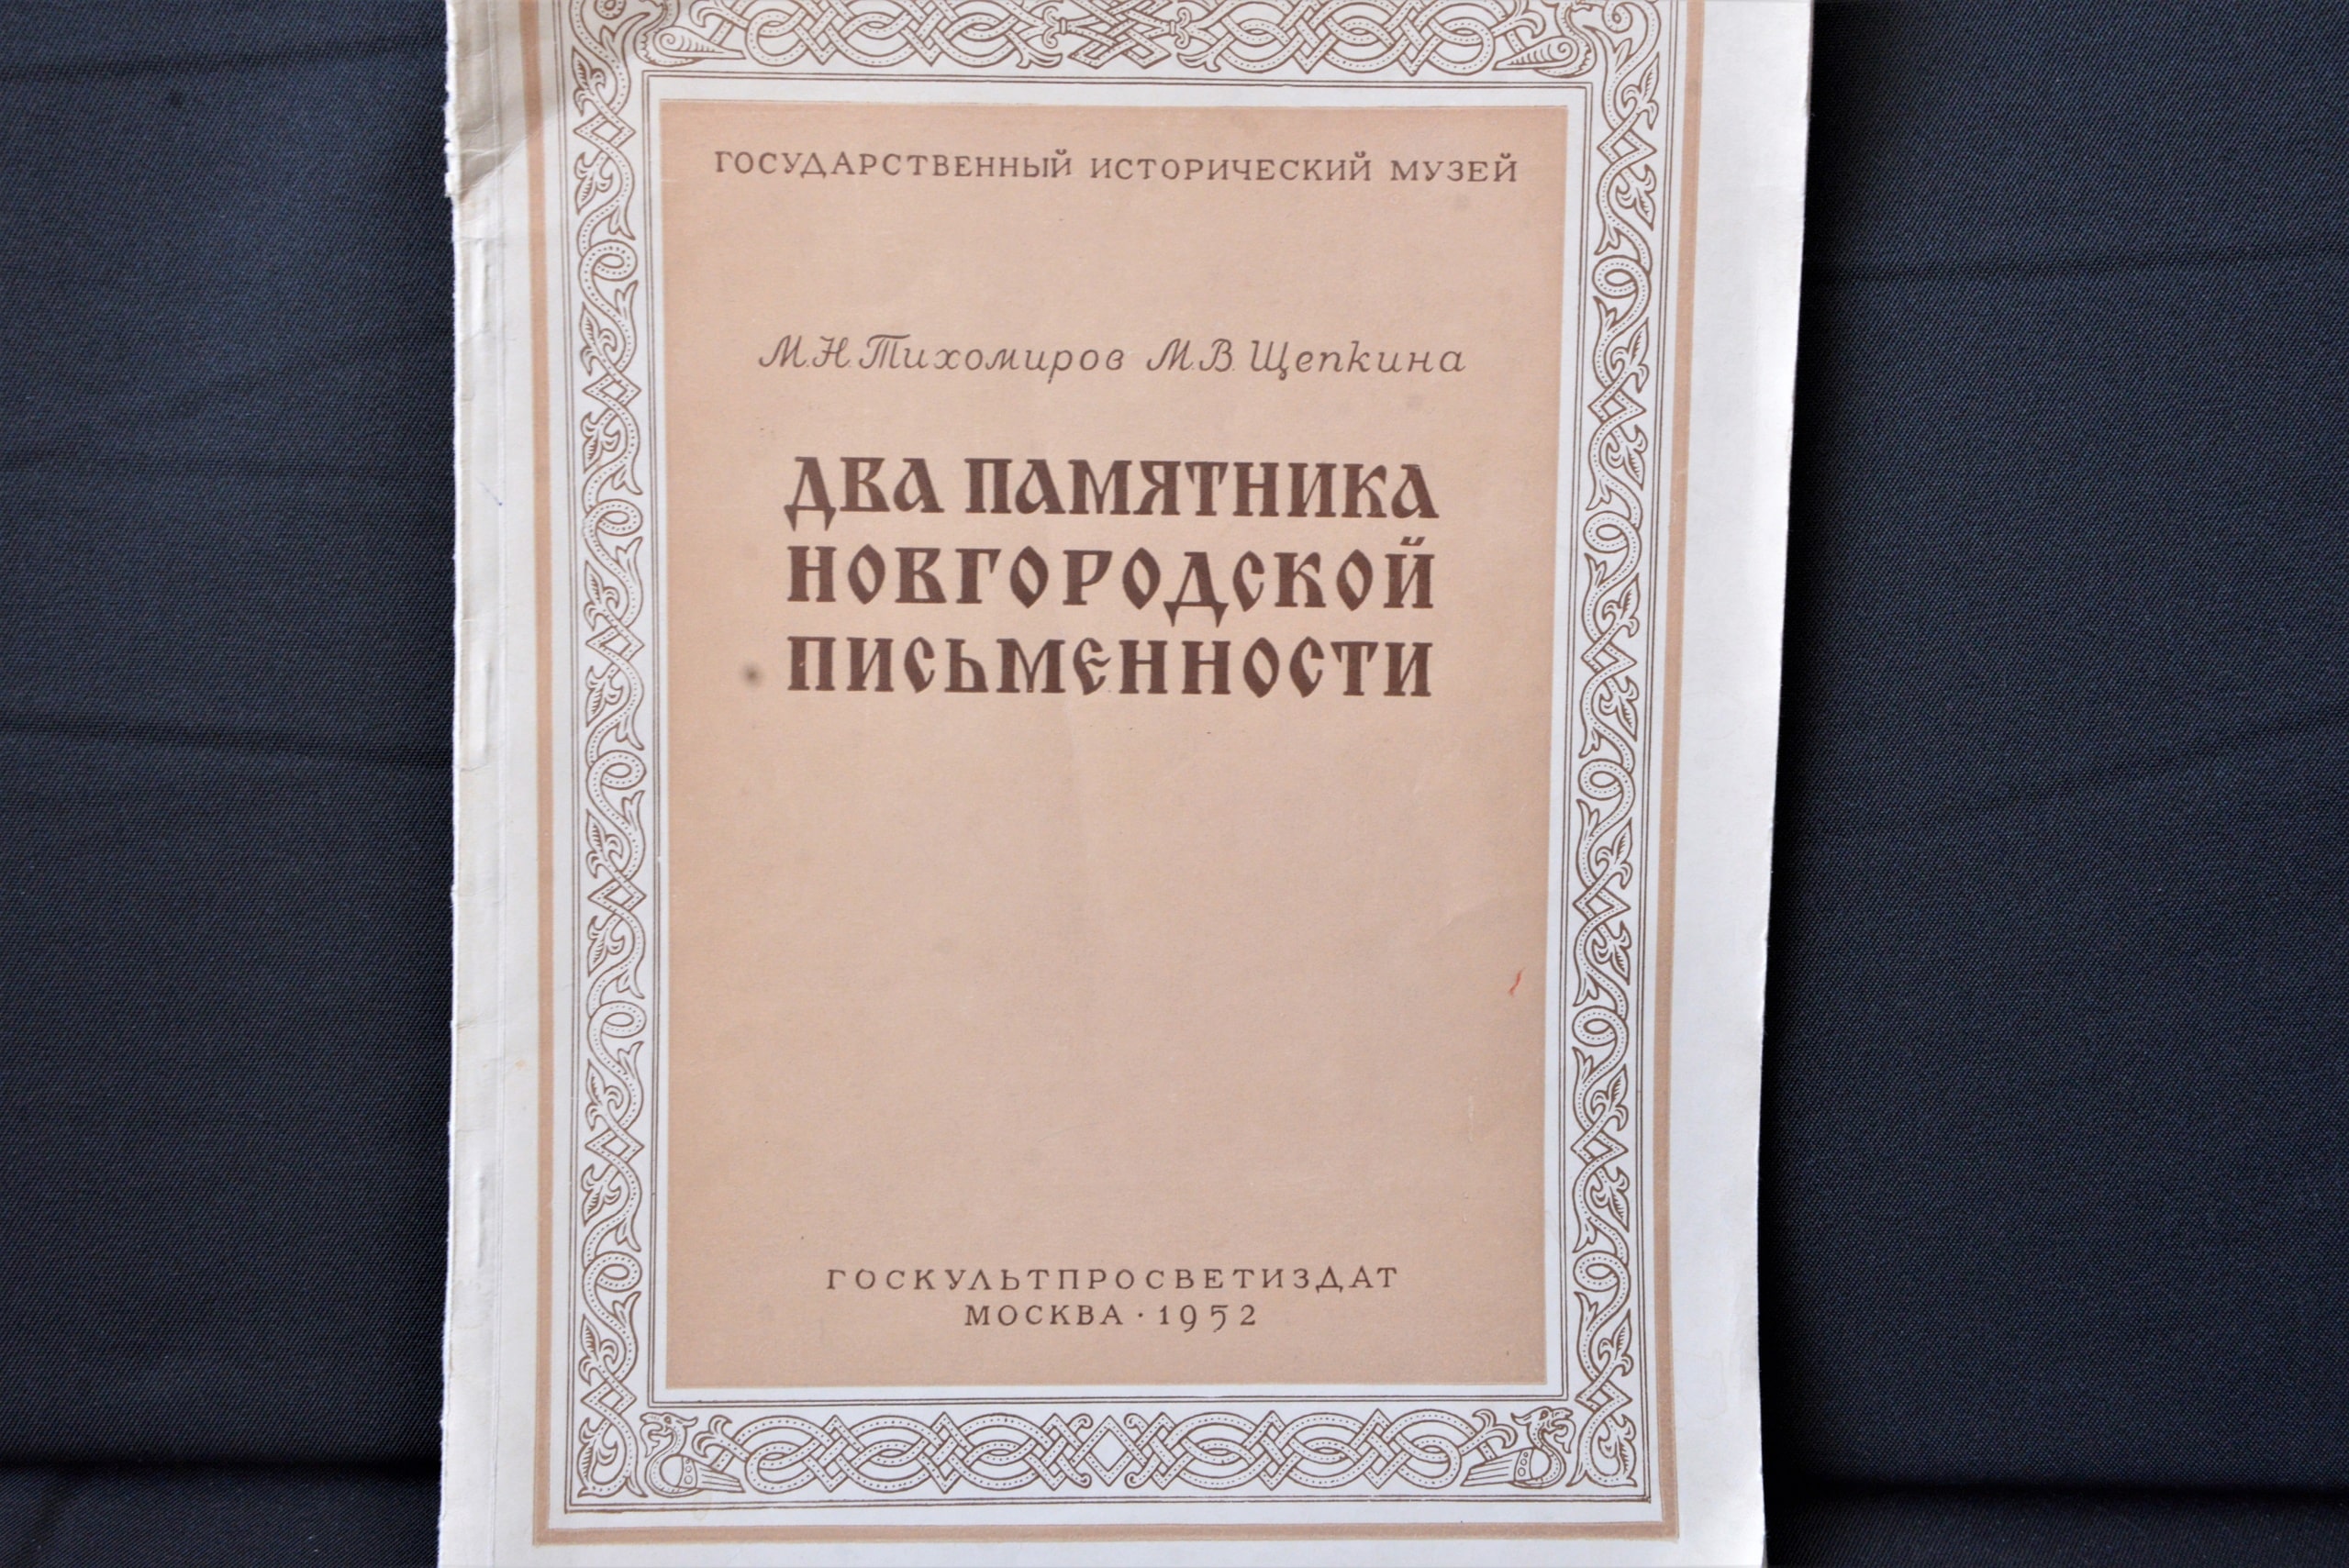 ГОСУДАРСТВЕННЫЙ ИСТОРИЧЕСКИЙ МУЗЕЙ
М.Н.Тихомиров М.В.Щепкина
ДВА ПАМЯТНИКА
НОВГОРОДСКОЙ
ПИСЬМЕННОСТИ
ГОСКУЛЬТПРОСВЕТИЗДАТ
МОСКВА · 1952